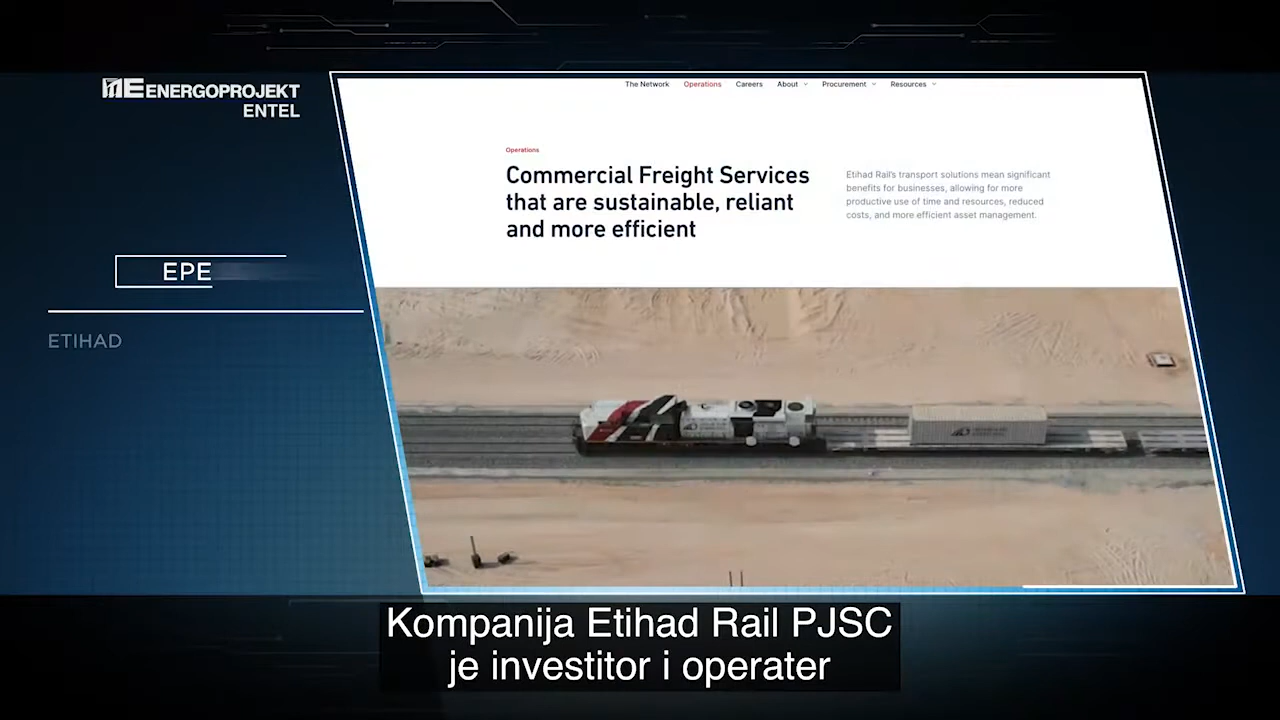 ENERGOPROJEKT
ENTEL
The Network Operations Careers About Procurement Resources
Operations
Commercial Freight Services
that are sustainable, reliant
and more efficient
Etihad Rail's transport solutions mean significant
benefits for businesses, allowing for more
productive use of time and resources, reduced
costs, and more efficient asset management.
EPE
ETIHAD
Kompanija Etihad Rail PJSC
je investitor i operater